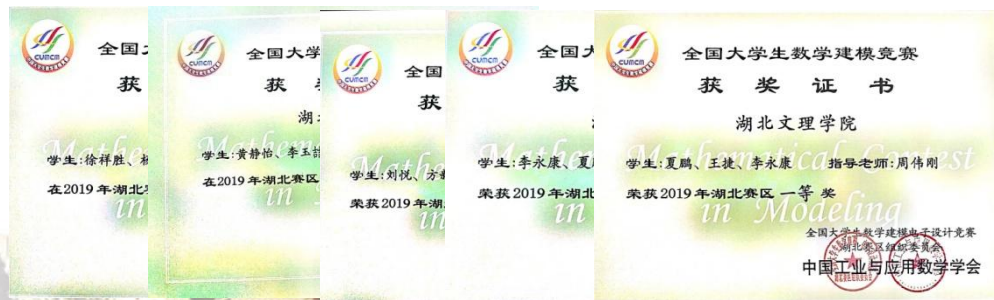 CUMCM
全国大
获
学生:徐祥胜、
在2019年湖北
CUMCM
全国大学
获
湖
学生:黄静怡、李玉
在2019年湖北赛区
CUMCM
全国
获
学生:刘悦、方
荣获2019年湖
in
CUMCM
全国大
获
学生:李永康、夏
荣获2019年湖北
in
CUMCM
全国大学生数学建模竞赛
获 奖 证 书
湖北文理学院
Mathematical Contest
学生:夏鹏、王捷、李永康 指导老师:周伟刚
荣获2019年湖北赛区 一等 奖
in Modeling
全国大学生数学建模电子设计竞赛
湖北赛区组织委员会
中国工业与应用数学学会